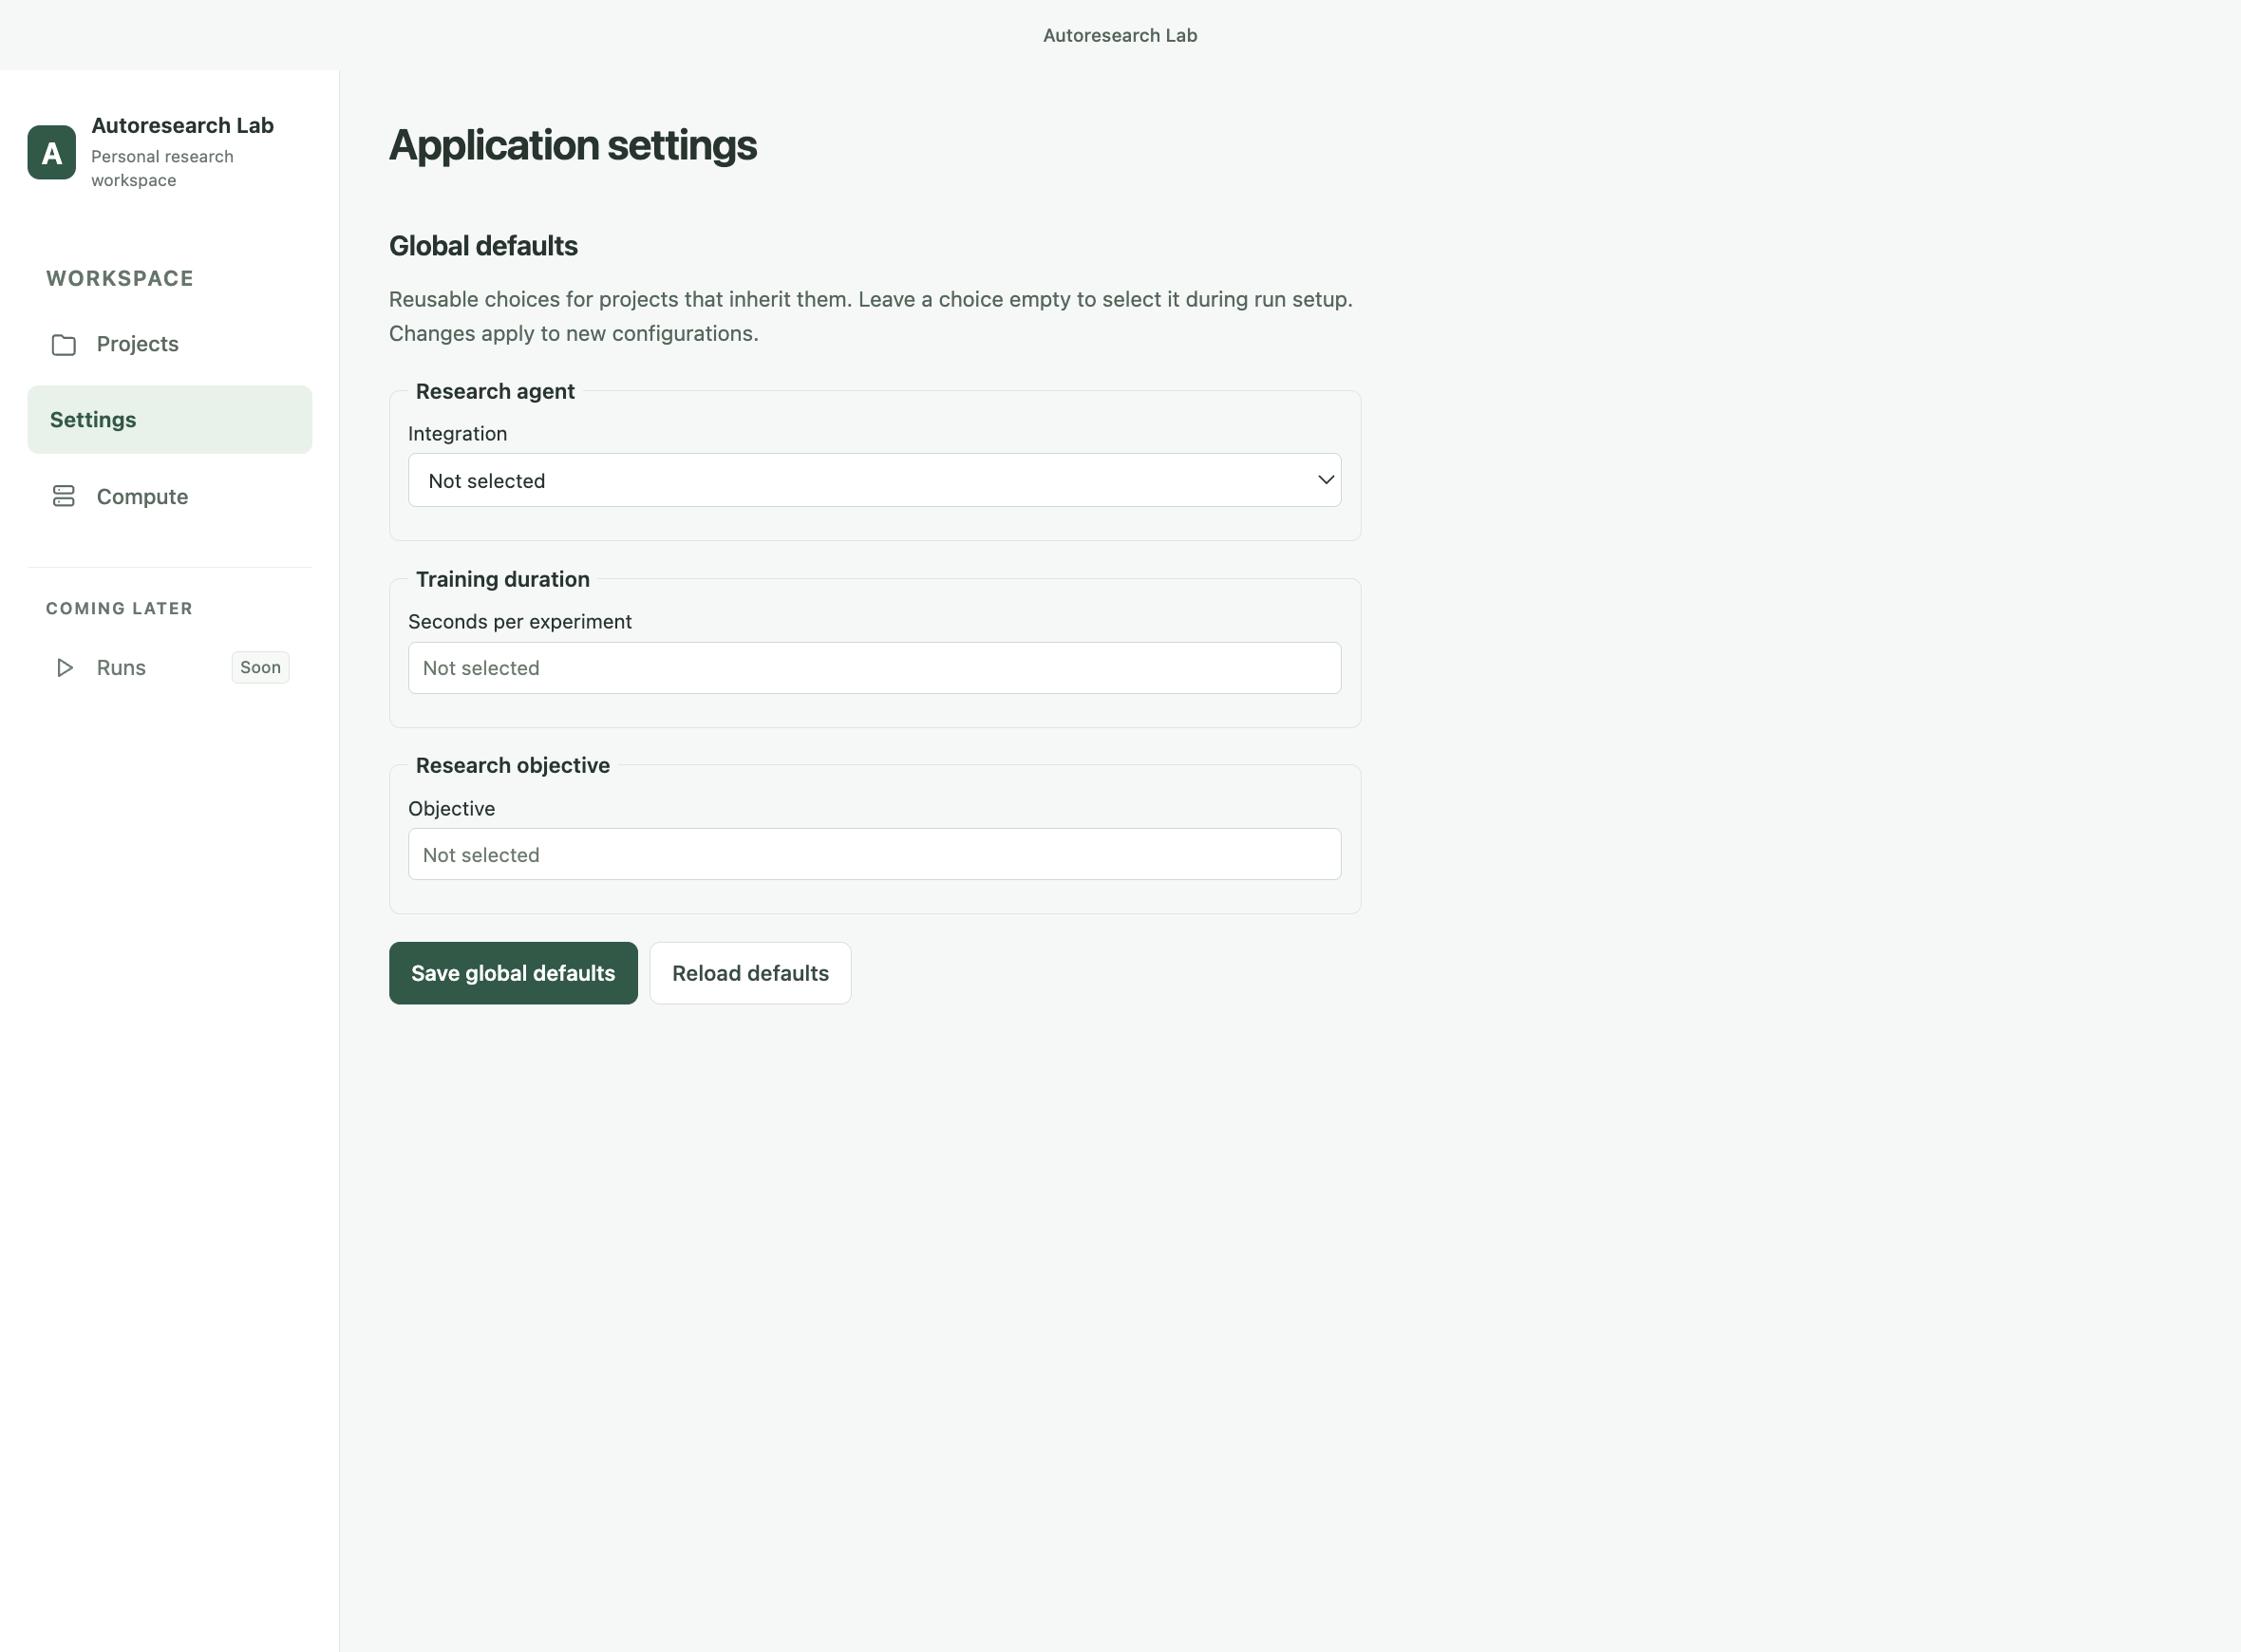 Autoresearch Lab
A
Autoresearch Lab
Personal research
workspace
WORKSPACE
Projects
Settings
Compute
COMING LATER
Runs
Soon
Application settings
Global defaults
Reusable choices for projects that inherit them. Leave a choice empty to select it during run setup.
Changes apply to new configurations.
Research agent
Integration
Not selected
Training duration
Seconds per experiment
Not selected
Research objective
Objective
Not selected
Save global defaults
Reload defaults